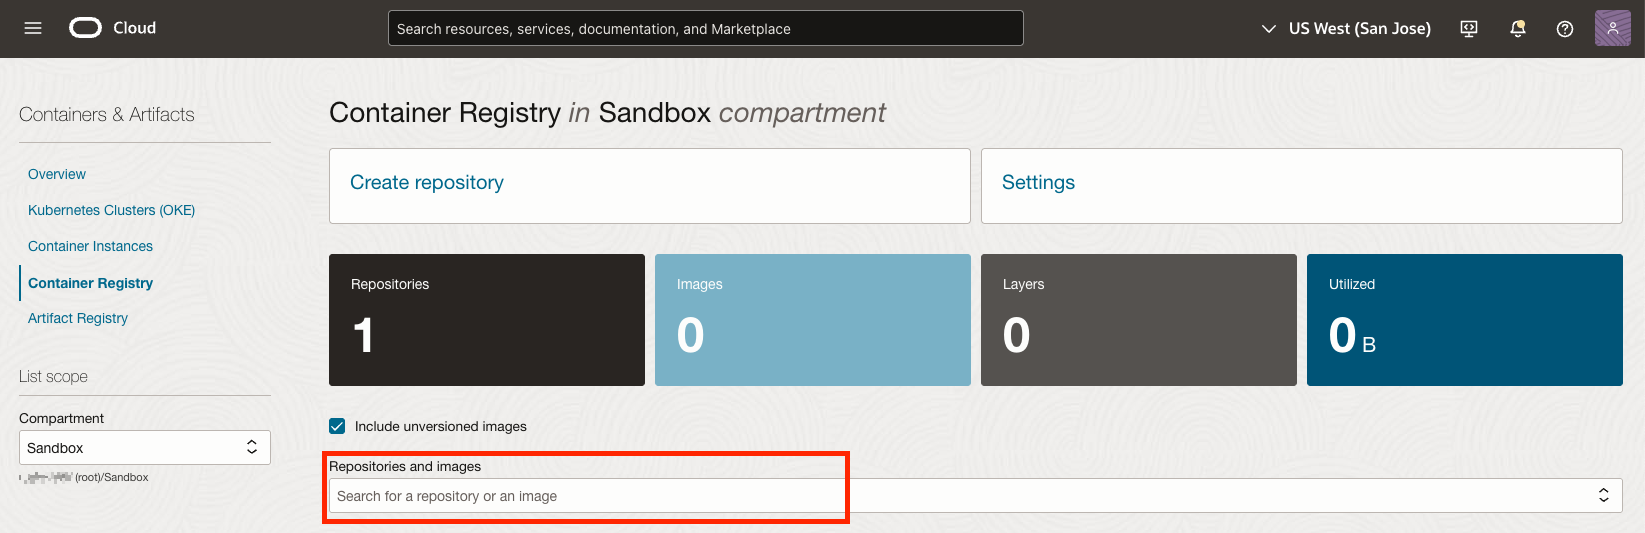 Cloud
Search resources, services, documentation, and Marketplace
US West (San Jose)
Containers & Artifacts
Overview
Kubernetes Clusters (OKE)
Container Instances
Container Registry
Artifact Registry
List scope
Compartment
Sandbox
(root)/Sandbox
Container Registry in Sandbox compartment
Create repository
Settings
Repositories
1
Images
0
Layers
0
Utilized
0 B
Include unversioned images
Repositories and images
Search for a repository or an image